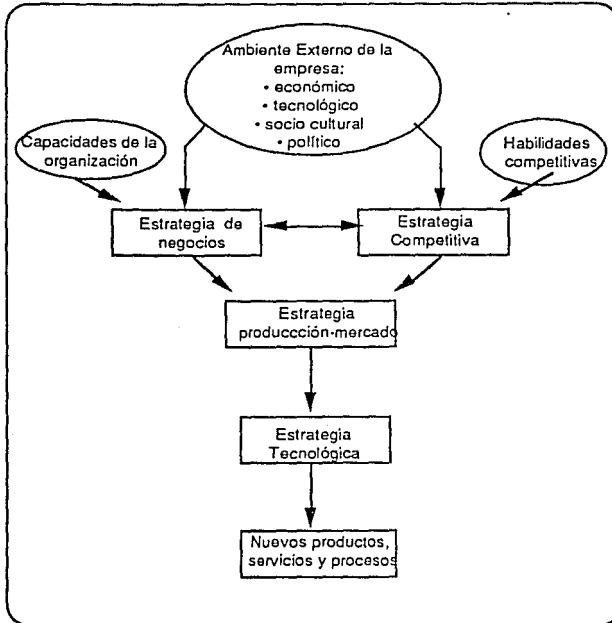 Ambiente Externo de la
empresa:
• económico
• tecnológico
• socio cultural
• político
Capacidades de la
organización
Habilidades
competitivas
Estrategia de
negocios
Estrategia
Competitiva
Estrategia
produccción-mercado
Estrategia
Tecnológica
Nuevos productos,
servicios y procesos